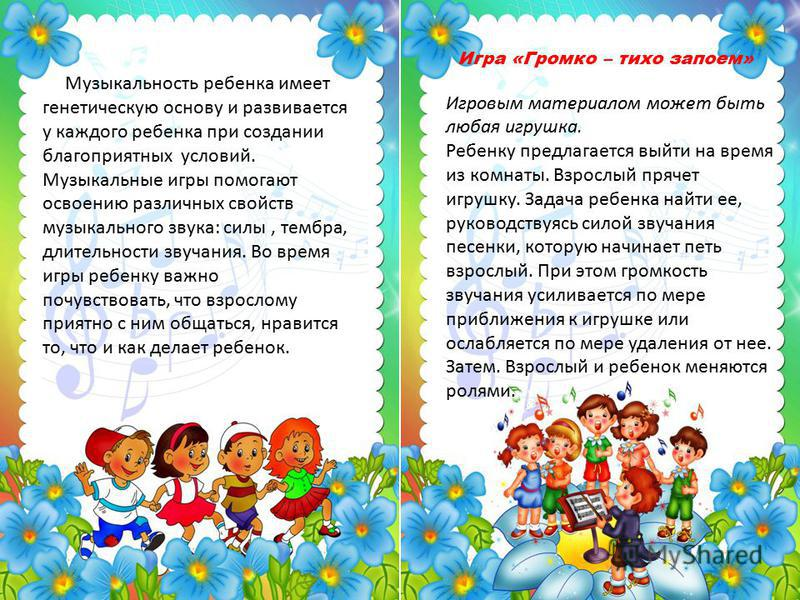 Музыкальность ребенка имеет
генетическую основу и развивается
у каждого ребенка при создании
благоприятных условий.
Музыкальные игры помогают
освоению различных свойств
музыкального звука: силы , тембра,
длительности звучания. Во время
игры ребенку важно
почувствовать, что взрослому
приятно с ним общаться, нравится
то, что и как делает ребенок.
Игра «Громко – тихо запоем»
Игровым материалом может быть
любая игрушка.
Ребенку предлагается выйти на время
из комнаты. Взрослый прячет
игрушку. Задача ребенка найти ее,
руководствуясь силой звучания
песенки, которую начинает петь
взрослый. При этом громкость
звучания усиливается по мере
приближения к игрушке или
ослабляется по мере удаления от нее.
Затем. Взрослый и ребенок меняются
ролями.
MyShared